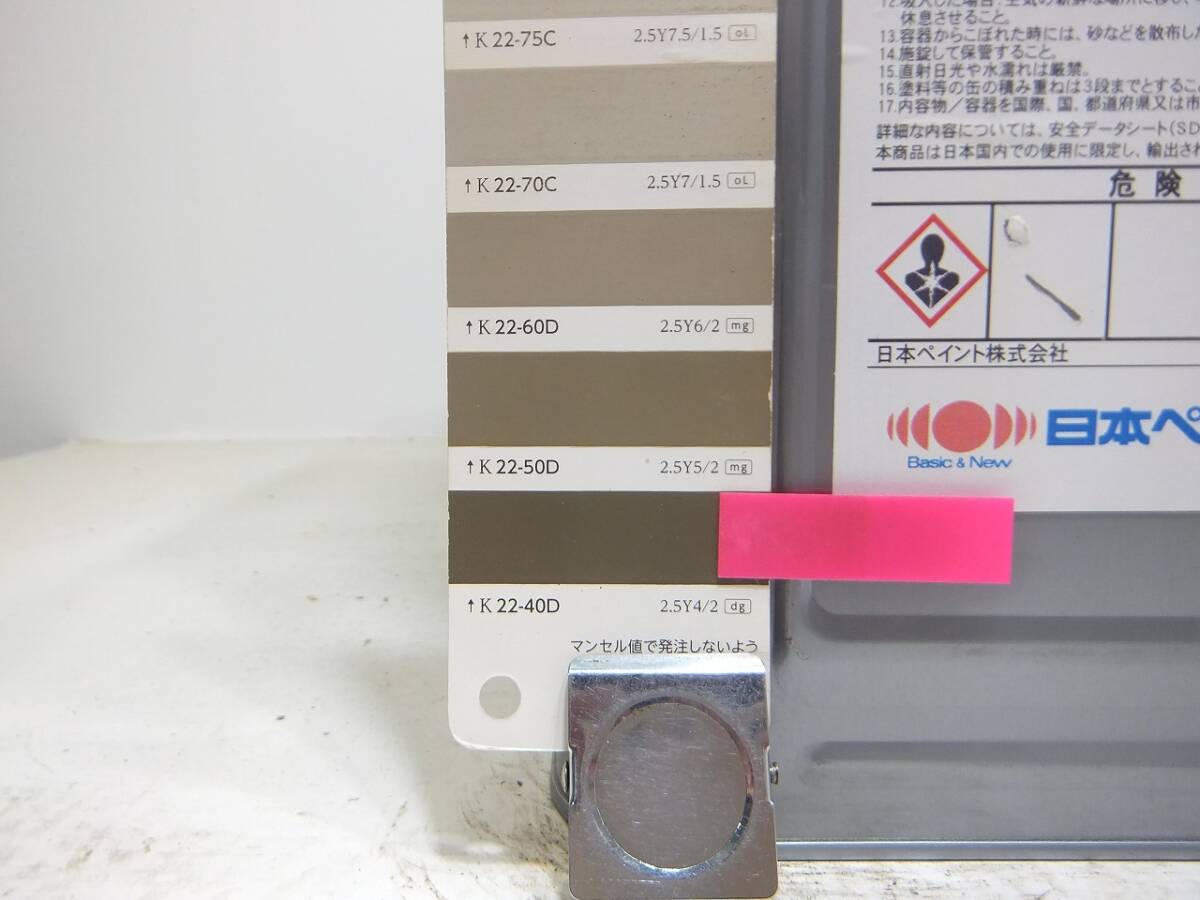 ↑K 22-75C 2.5Y7.5/1.5 oL
↑K 22-70C 2.5Y7/1.5 oL
↑K 22-60D 2.5Y6/2 mg
↑K 22-50D 2.5Y5/2 mg
↑K 22-40D 2.5Y4/2 dg
マンセル値で発注しないよう
休息させること。
13.容器からこぼれた時には、砂などを散布した
14.施錠して保管すること。
15.直射日光や水濡れは厳禁。
16.塗料等の缶の積み重ねは3段までとするこ
17.内容物/容器を国際、国、都道府県又は市
詳細な内容については、安全データシート(SD
本商品は日本国内での使用に限定し、輸出され
危険
日本ペイント株式会社
日本ペ
Basic & New